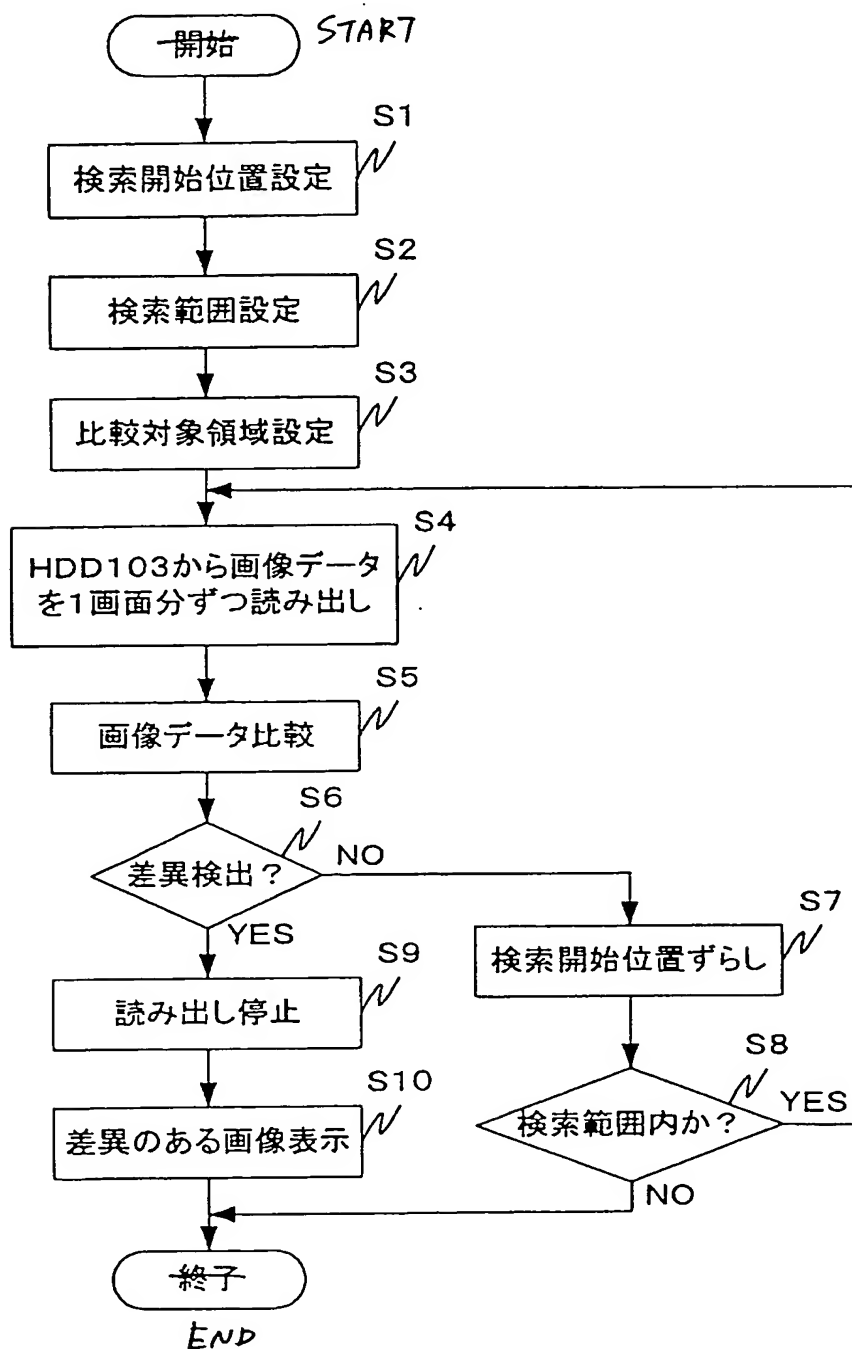 開始
START
S1
検索開始位置設定
S2
検索範囲設定
S3
比較対象領域設定
S4
HDD103から画像データ
を1画面分ずつ読み出し
S5
画像データ比較
S6
差異検出?
NO
YES
S7
検索開始位置ずらし
S9
読み出し停止
S8
検索範囲内か?
YES
NO
S10
差異のある画像表示
終了
END